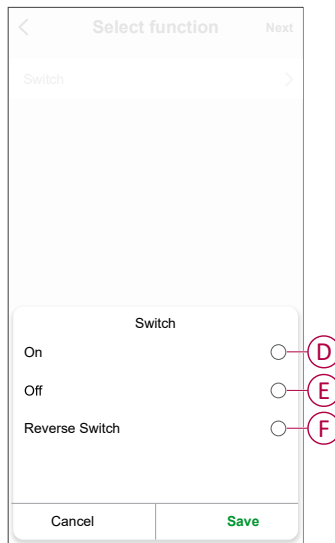 Select function Next
Switch
Switch
On D
Off E
Reverse Switch F
Cancel Save